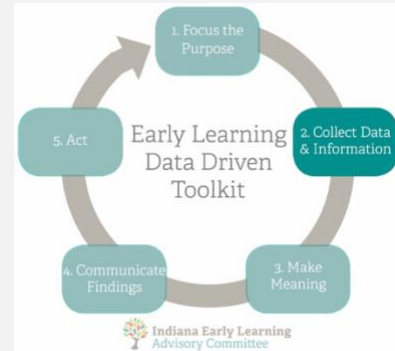 1. Focus the
Purpose
2. Collect Data
& Information
3. Make
Meaning
4. Communicate
Findings
5. Act
Early Learning
Data Driven
Toolkit
Indiana Early Learning
Advisory Committee